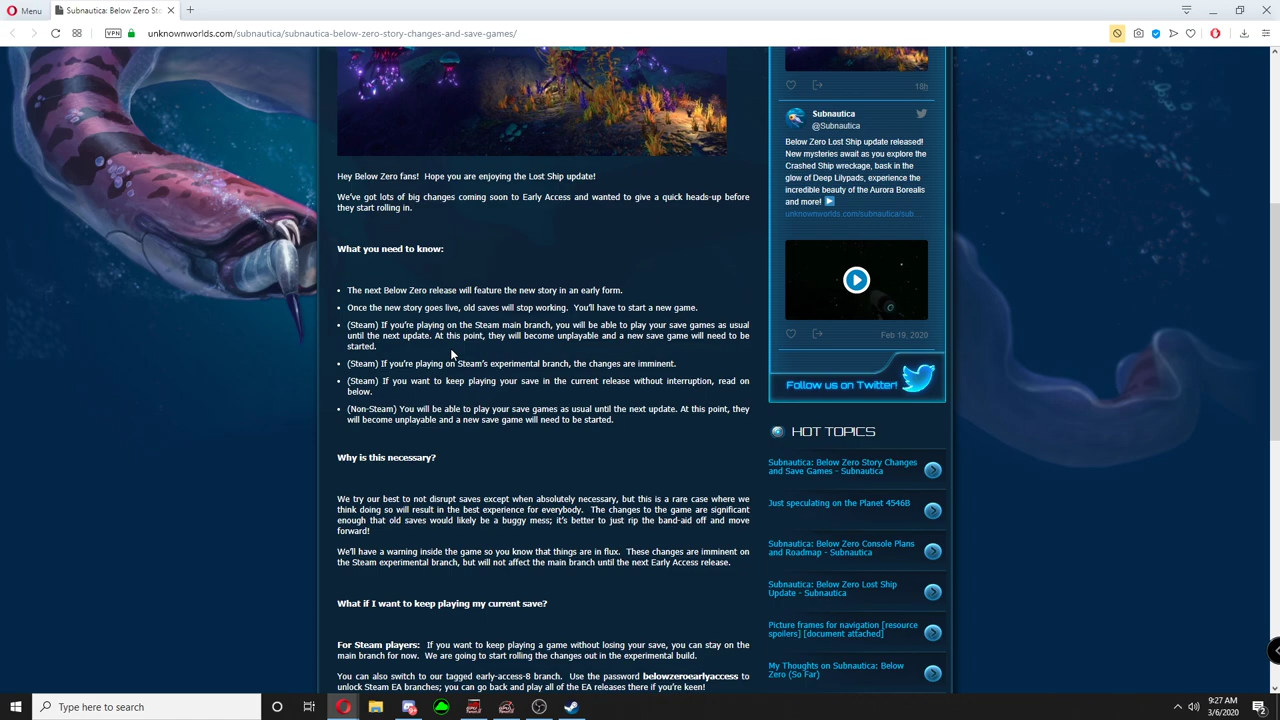 Menu
Subnautica: Below Zero Sto
VPN
unknownworlds.com/subnautica/subnautica-below-zero-story-changes-and-save-games/
Hey Below Zero fans! Hope you are enjoying the Lost Ship update!
We've got lots of big changes coming soon to Early Access and wanted to give a quick heads-up before
they start rolling in.
What you need to know:
• The next Below Zero release will feature the new story in an early form.
• Once the new story goes live, old saves will stop working. You'll have to start a new game.
• (Steam) If you're playing on the Steam main branch, you will be able to play your save games as usual
until the next update. At this point, they will become unplayable and a new save game will need to be
started.
• (Steam) If you're playing on Steam's experimental branch, the changes are imminent.
• (Steam) If you want to keep playing your save in the current release without interruption, read on
below.
• (Non-Steam) You will be able to play your save games as usual until the next update. At this point, they
will become unplayable and a new save game will need to be started.
Why is this necessary?
We try our best to not disrupt saves except when absolutely necessary, but this is a rare case where we
think doing so will result in the best experience for everybody. The changes to the game are significant
enough that old saves would likely be a buggy mess; it's better to just rip the band-aid off and move
forward!
We'll have a warning inside the game so you know that things are in flux. These changes are imminent on
the Steam experimental branch, but will not affect the main branch until the next Early Access release.
What if I want to keep playing my current save?
For Steam players: If you want to keep playing a game without losing your save, you can stay on the
main branch for now. We are going to start rolling the changes out in the experimental build.
You can also switch to our tagged early-access-8 branch. Use the password belowzeroearlyaccess to
unlock Steam EA branches; you can go back and play all of the EA releases there if you're keen!
18h
Subnautica
@Subnautica
Below Zero Lost Ship update released!
New mysteries await as you explore the
Crashed Ship wreckage, bask in the
glow of Deep Lilypads, experience the
incredible beauty of the Aurora Borealis
and more!
unknownworlds.com/subnautica/sub…
Feb 19, 2020
Follow us on Twitter!
HOT TOPICS
Subnautica: Below Zero Story Changes
and Save Games - Subnautica
Just speculating on the Planet 4546B
Subnautica: Below Zero Console Plans
and Roadmap - Subnautica
Subnautica: Below Zero Lost Ship
Update - Subnautica
Picture frames for navigation [resource
spoilers] [document attached]
My Thoughts on Subnautica: Below
Zero (So Far)
Type here to search
9:27 AM
3/6/2020
2